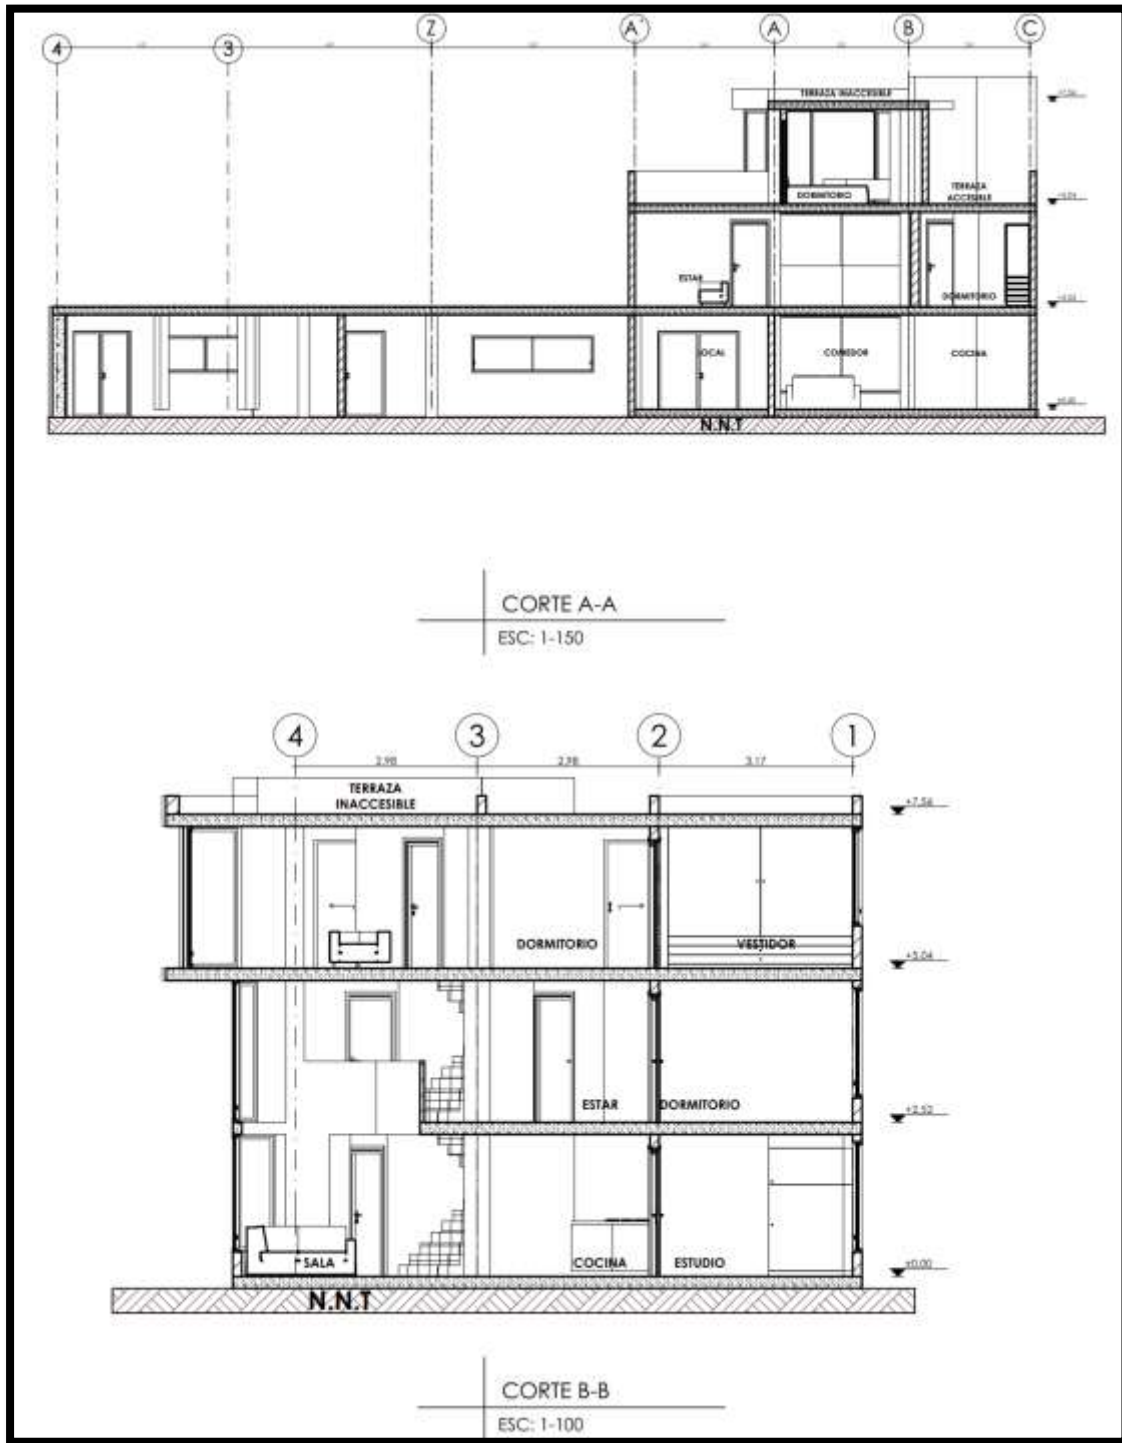 4
3
Z
A'
A
B
C
TERRAZA INACCESIBLE
DORMITORIO
TERRAZA
ACCESIBLE
ESTAR
DORMITORIO
LOCAL
COMEDOR
COCINA
N.N.T
CORTE A-A
ESC: 1-150
4
3
2
1
2.98
2.98
3.17
TERRAZA
INACCESIBLE
+7.56
DORMITORIO
VESTIDOR
+5.04
ESTAR
DORMITORIO
+2.52
SALA
COCINA
ESTUDIO
±0.00
N.N.T
CORTE B-B
ESC: 1-100